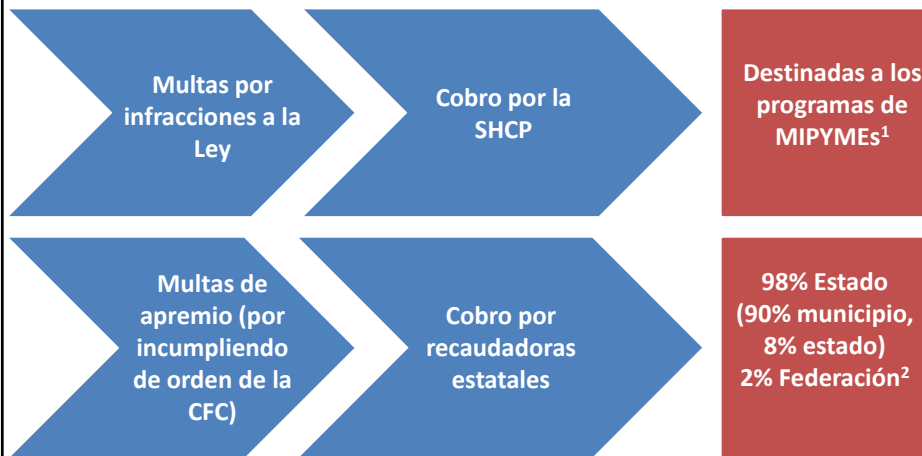 Multas por
infracciones a la
Ley
Cobro por la
SHCP
Destinadas a los
programas de
MIPYMEs¹
Multas de
apremio (por
incumpliendo
de orden de la
CFC)
Cobro por
recaudadoras
estatales
98% Estado
(90% municipio,
8% estado)
2% Federación²